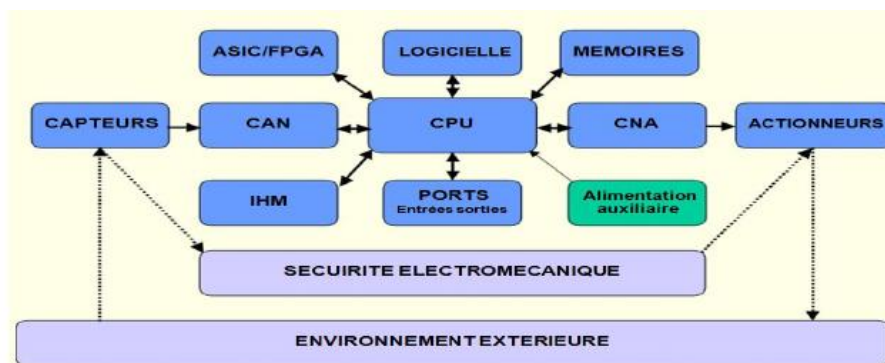 ASIC/FPGA
LOGICIELLE
MEMOIRES
CAPTEURS
CAN
CPU
CNA
ACTIONNEURS
IHM
PORTS
Entrées sorties
Alimentation
auxiliaire
SECUIRITE ELECTROMECANIQUE
ENVIRONNEMENT EXTERIEURE